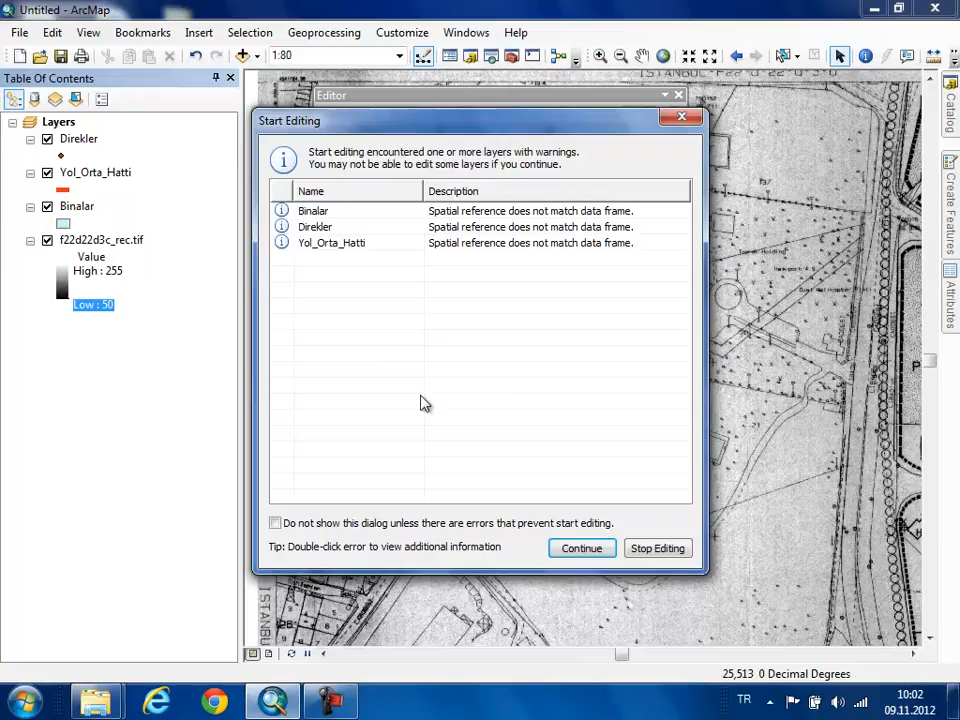 Untitled - ArcMap
File Edit View Bookmarks Insert Selection Geoprocessing Customize Windows Help
1:80
Table Of Contents
Layers
Direkler
Yol_Orta_Hatti
Binalar
f22d22d3c_rec.tif
Value
High : 255
Low : 50
Editor
Start Editing
Start editing encountered one or more layers with warnings.
You may not be able to edit some layers if you continue.
Name Description
Binalar Spatial reference does not match data frame.
Direkler Spatial reference does not match data frame.
Yol_Orta_Hatti Spatial reference does not match data frame.
Do not show this dialog unless there are errors that prevent start editing.
Tip: Double-click error to view additional information
Continue Stop Editing
Catalog
Create Features
Attributes
25,513 0 Decimal Degrees
TR
10:02
09.11.2012